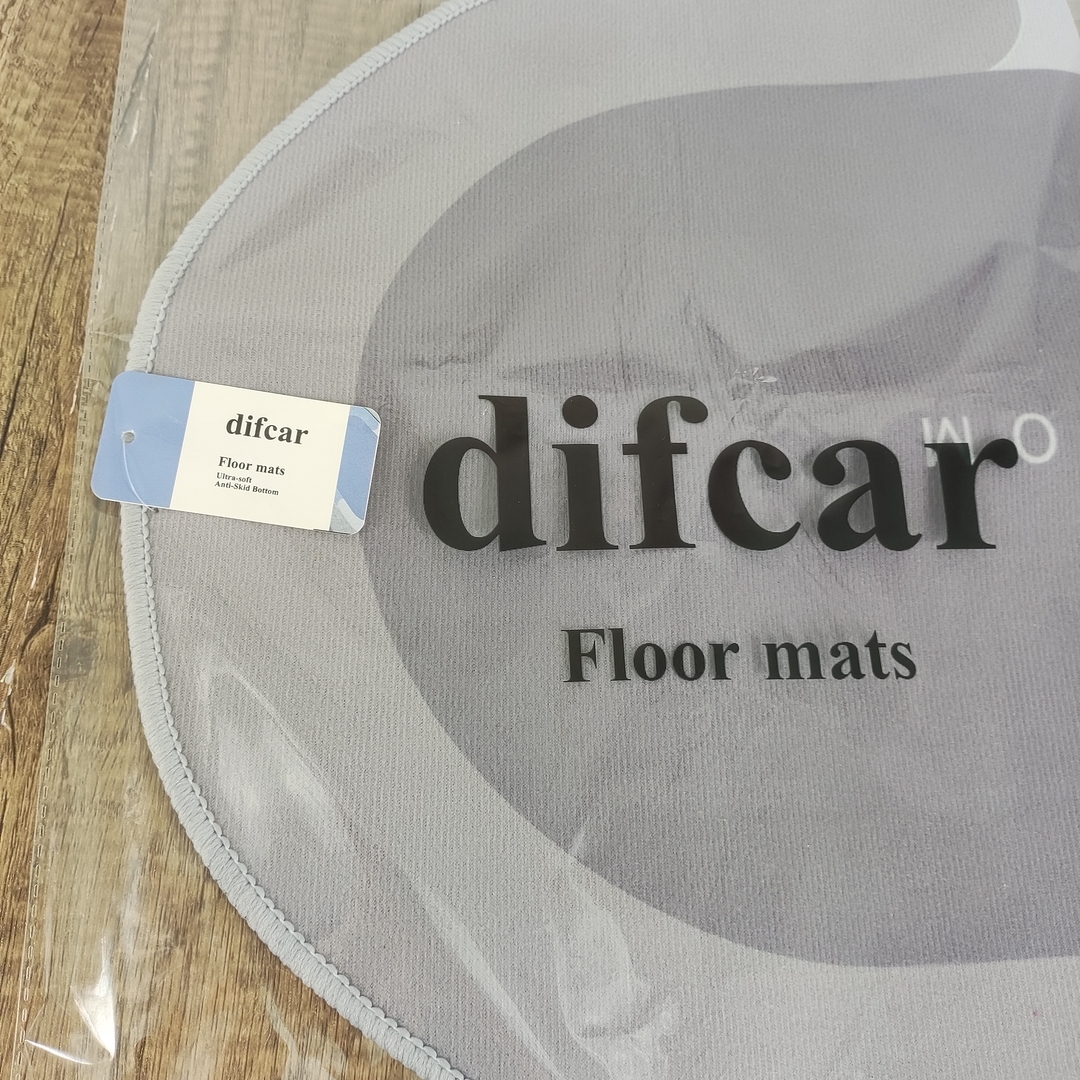 difcar
Floor mats
Ultra-soft
Anti-Skid Bottom
difcar
Floor mats